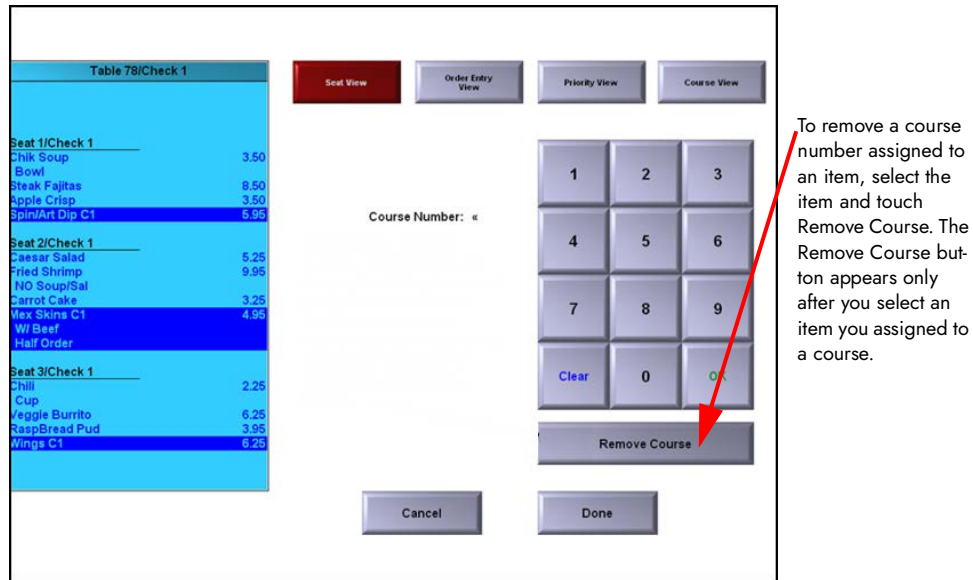 Table 78/Check 1
Seat View
Order Entry
View
Priority View
Course View
Seat 1/Check 1
Chik Soup 3.50
Bowl
Steak Fajitas 8.50
Apple Crisp 3.50
Spin/Art Dip C1 5.95
Seat 2/Check 1
Caesar Salad 5.25
Fried Shrimp 9.95
NO Soup/Sal
Carrot Cake 3.25
Mex Skins C1 4.95
W/ Beef
Half Order
Seat 3/Check 1
Chili 2.25
Cup
Veggie Burrito 6.25
RaspBread Pud 3.95
Wings C1 6.25
Course Number: «
1 2 3
4 5 6
7 8 9
Clear 0 OK
Remove Course
Cancel
Done
To remove a course
number assigned to
an item, select the
item and touch
Remove Course. The
Remove Course but-
ton appears only
after you select an
item you assigned to
a course.